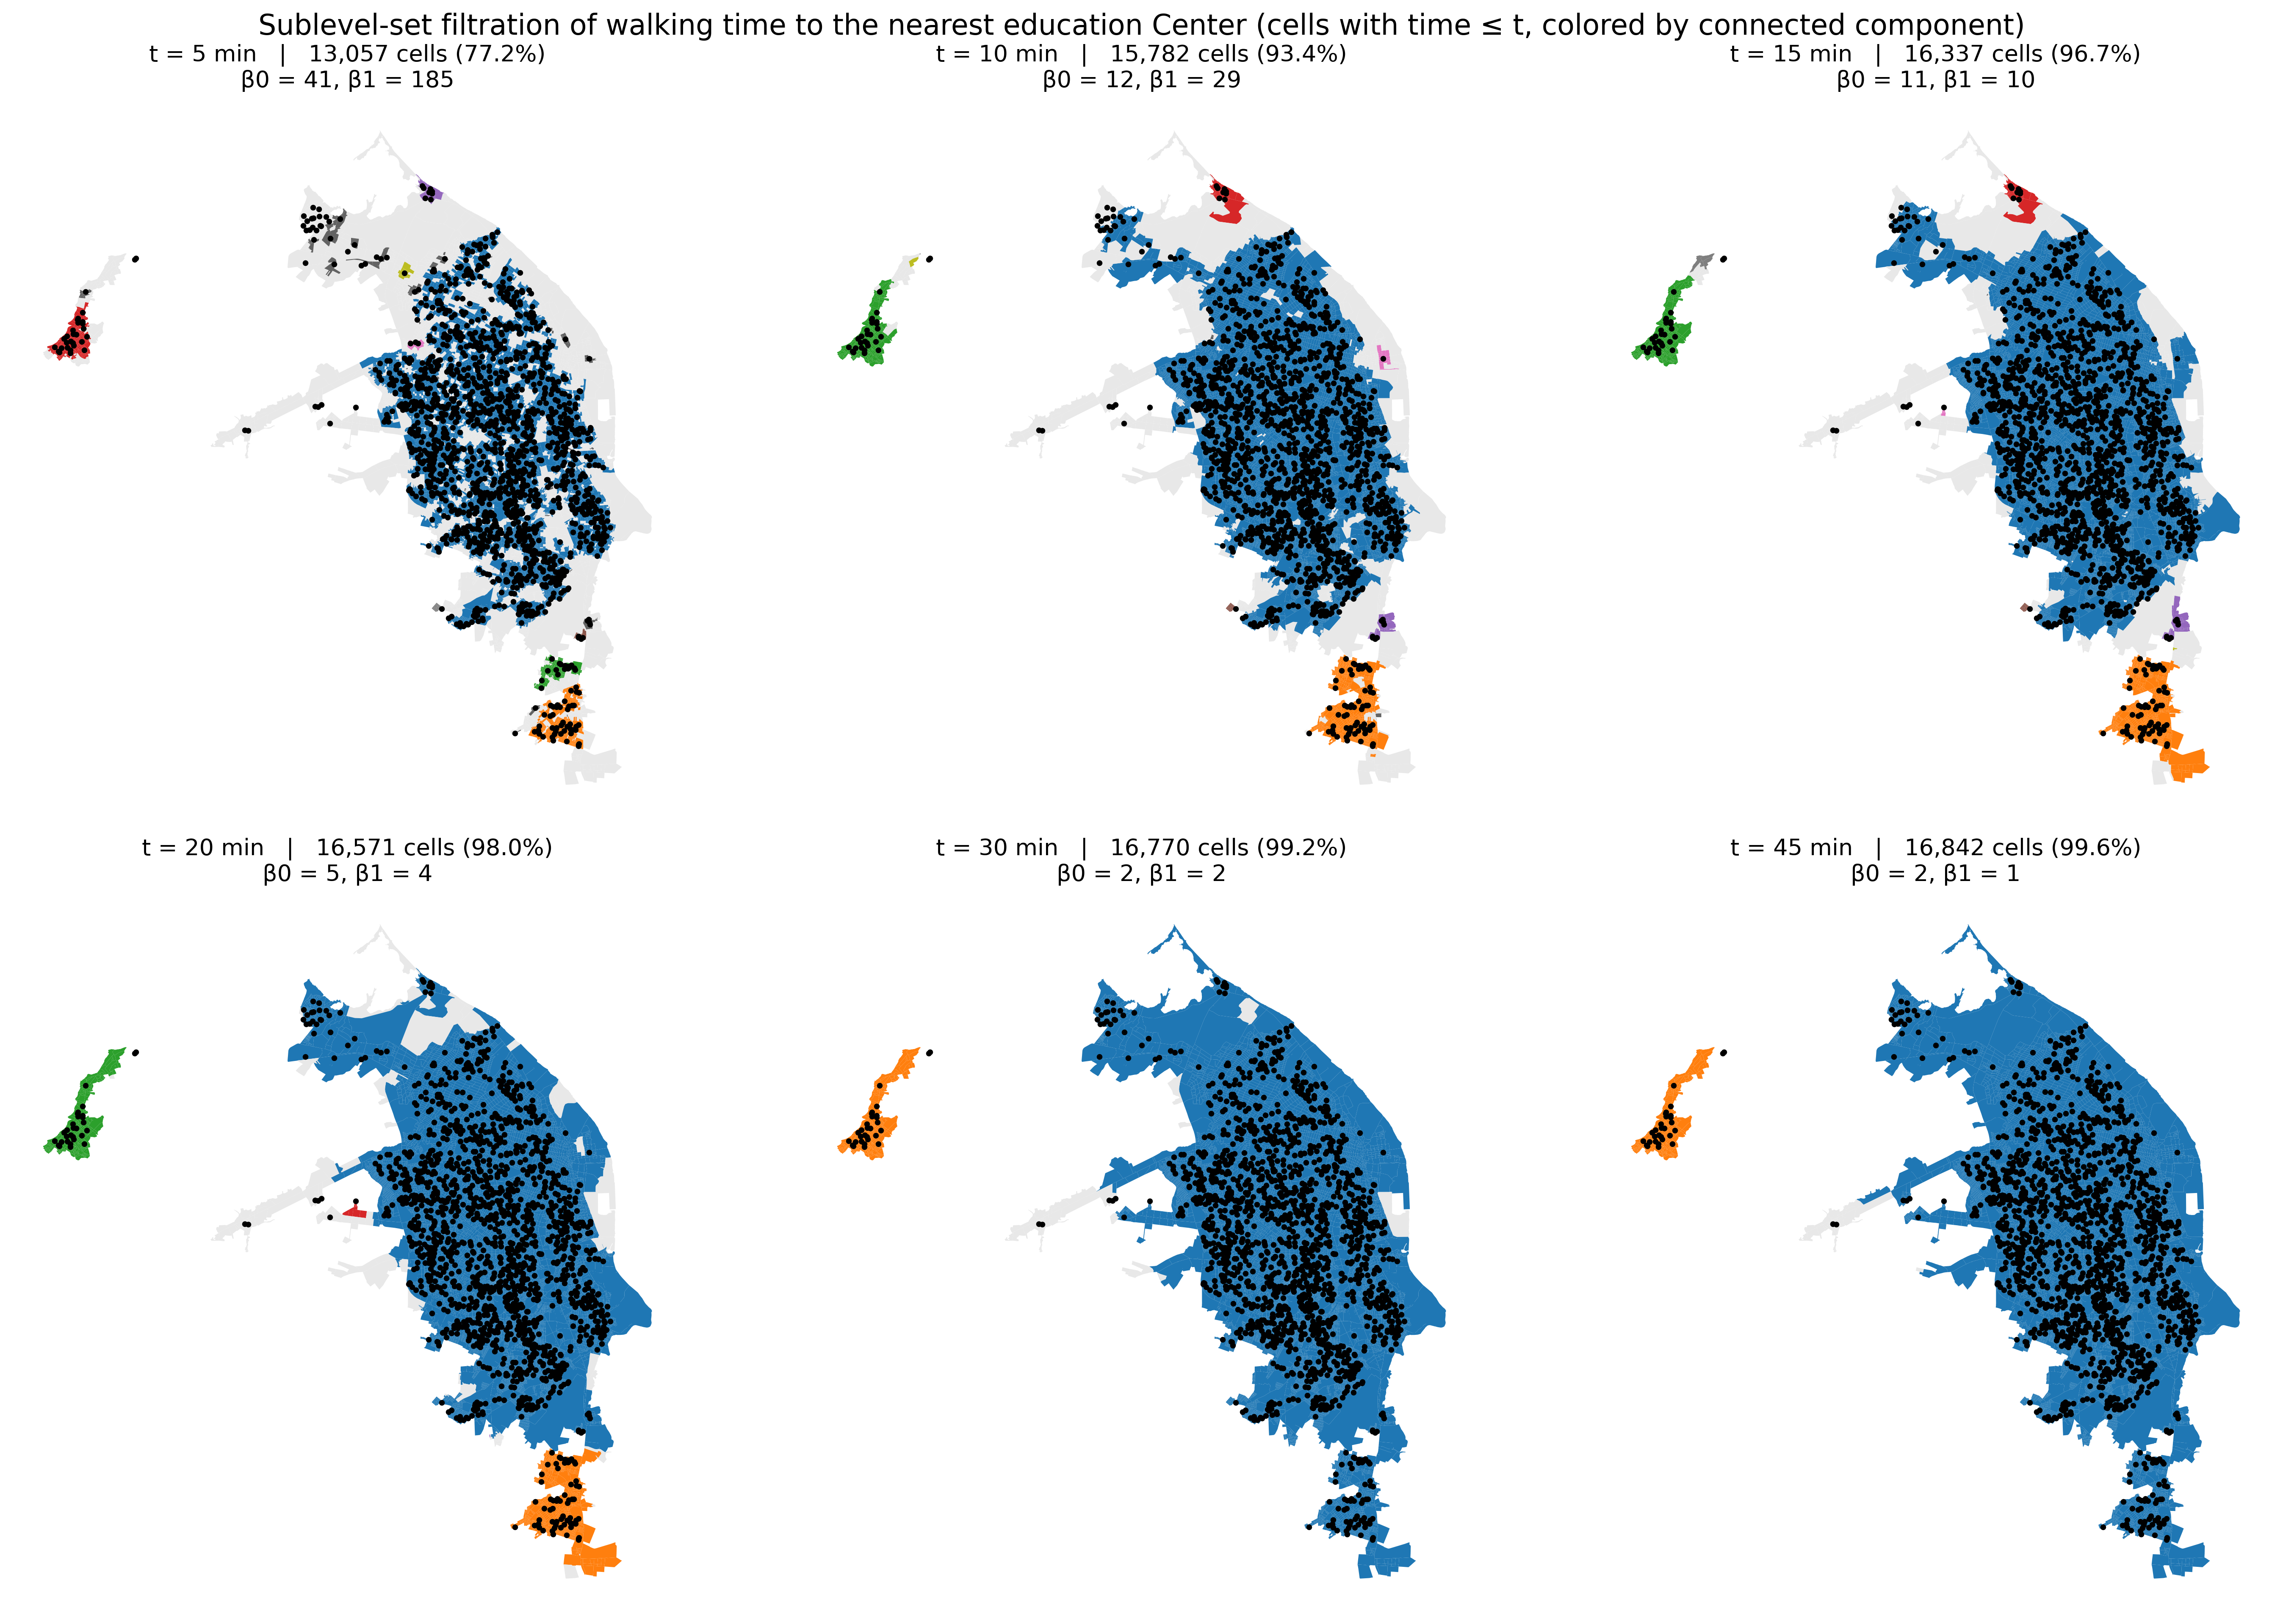 Sublevel-set filtration of walking time to the nearest education Center (cells with time ≤ t, colored by connected component)
t = 5 min | 13,057 cells (77.2%)
β0 = 41, β1 = 185
t = 10 min | 15,782 cells (93.4%)
β0 = 12, β1 = 29
t = 15 min | 16,337 cells (96.7%)
β0 = 11, β1 = 10
t = 20 min | 16,571 cells (98.0%)
β0 = 5, β1 = 4
t = 30 min | 16,770 cells (99.2%)
β0 = 2, β1 = 2
t = 45 min | 16,842 cells (99.6%)
β0 = 2, β1 = 1